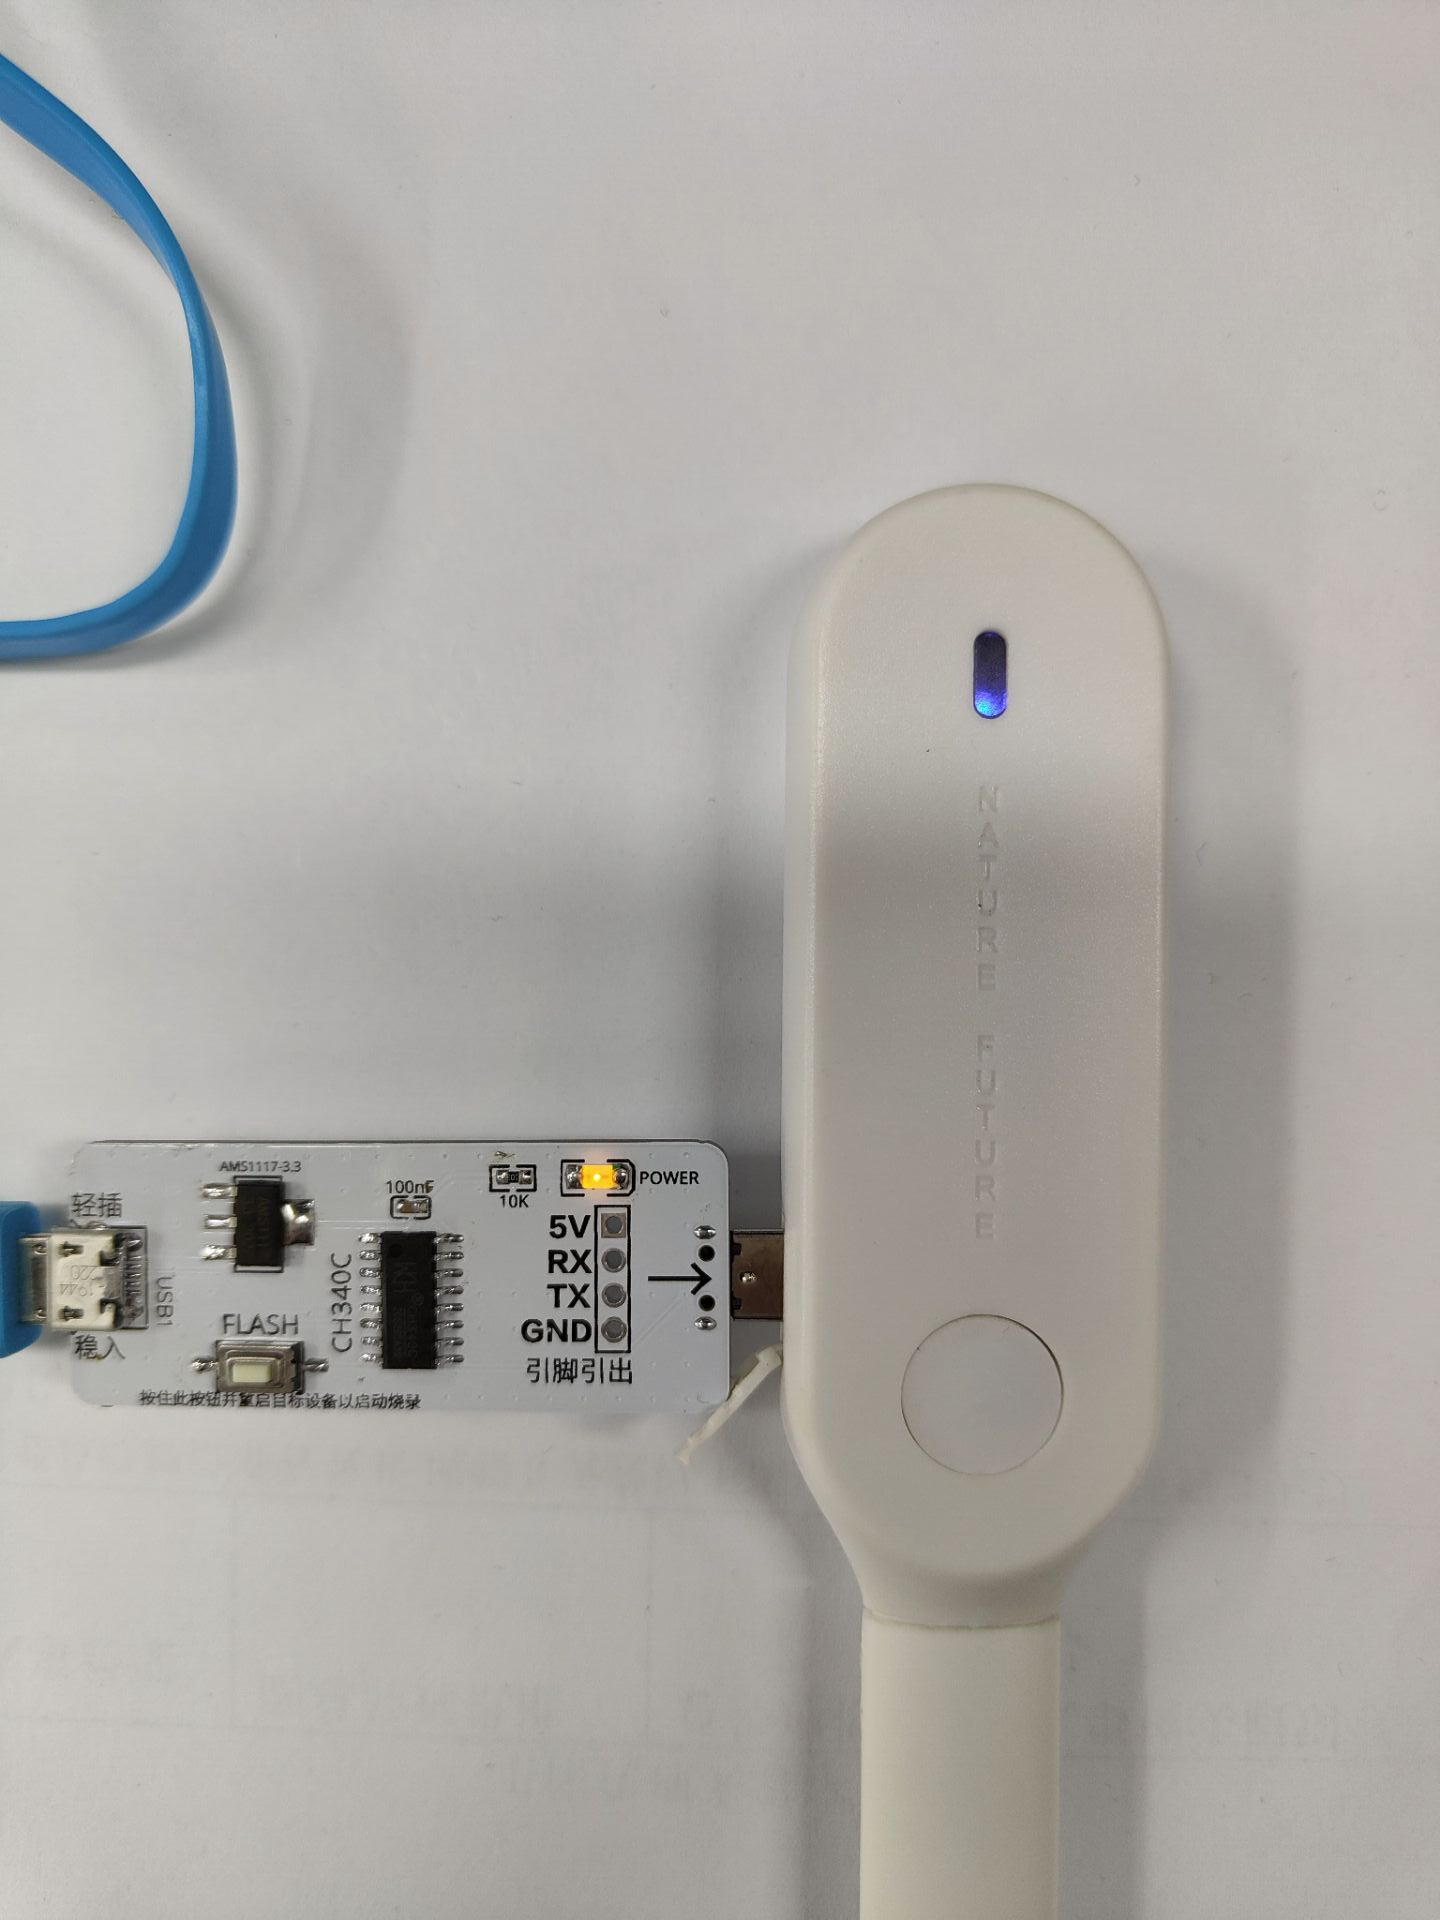 NATURE FUTURE
AMS1117-3.3
轻插
稳入
USB1
100nF
10K
POWER
CH340C
FLASH
5V
RX
TX
GND
引脚引出
按住此按钮并重启目标设备以启动烧录